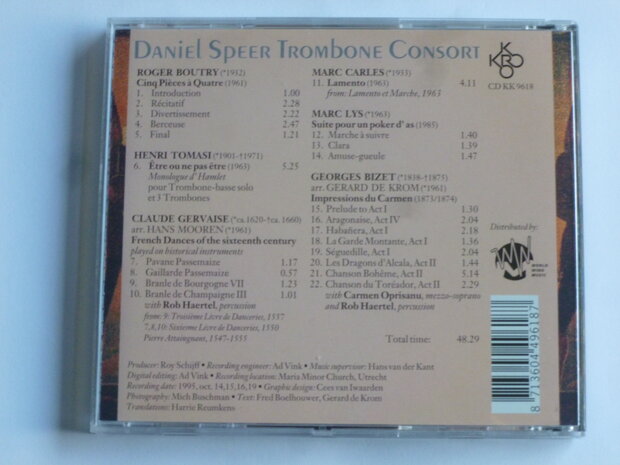 DANIEL SPEER TROMBONE CONSORT
KRO
CD KK 9618
ROGER BOUTRY (*1932)
Cinq Pièces à Quatre (1961)
1. Introduction 1.00
2. Récitatif 2.28
3. Divertissement 2.22
4. Berceuse 2.47
5. Final 1.21
HENRI TOMASI (*1901-†1971)
6. Être ou ne pas être (1963) 5.25
Monologue d'Hamlet
pour Trombone-basse solo
et 3 Trombones
CLAUDE GERVAISE (*ca.1620-†ca. 1660)
arr. HANS MOOREN (*1961)
French Dances of the sixteenth century
played on historical instruments
7. Pavane Passemaize 1.17
8. Gaillarde Passemaize 0.57
9. Branle de Bourgogne VII 1.23
10. Branle de Champaigne III 1.01
with Rob Haertel, percussion
from: 9: Troisième Livre de Danceries, 1557
7,8,10: Sixiesme Livre de Danceries, 1550
Pierre Attaingnant, 1547-1555
MARC CARLES (*1933)
11. Lamento (1963) 4.11
from: Lamento et Marche, 1963
MARC LYS (*1963)
Suite pour un poker d'as (1985)
12. Marche à suivre 1.40
13. Clara 1.39
14. Amuse-gueule 1.47
GEORGES BIZET (*1838-†1875)
arr. GERARD DE KROM (*1961)
Impressions du Carmen (1873/1874)
15. Prelude to Act I 1.30
16. Aragonaise, Act IV 2.04
17. Habañera, Act I 2.18
18. La Garde Montante, Act I 3.27
19. Séguedille, Act I 2.04
20. Les Dragons d'Alcala, Act II 1.44
21. Chanson Bohême, Act II 5.14
22. Chanson du Toréador, Act II 2.29
with Carmen Oprisanu, mezzo-soprano
and Rob Haertel, percussion
Total time: 48.29
Distributed by:
WORLD
WIND
MUSIC
8 713604 496187
Producer: Roy Schijff • Recording engineer: Ad Vink • Music supervisor: Hans van der Kant
Digital editing: Ad Vink • Recording location: Maria Minor Church, Utrecht
Recording date: 1995, oct. 14,15,16,19 • Graphic design: Cees van Iwaarden
Photography: Mich Buschman • Text: Fred Boelhouwer, Gerard de Krom
Translations: Harrie Reumkens